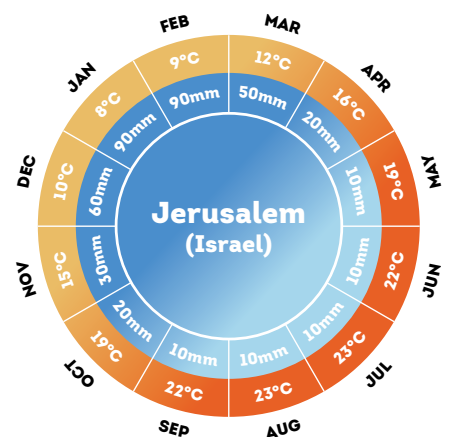 JAN
FEB
MAR
APR
MAY
JUN
JUL
AUG
SEP
OCT
NOV
DEC
8°C
9°C
12°C
16°C
19°C
22°C
23°C
23°C
22°C
19°C
15°C
10°C
90mm
90mm
50mm
20mm
10mm
10mm
10mm
10mm
10mm
20mm
30mm
60mm
Jerusalem
(Israel)